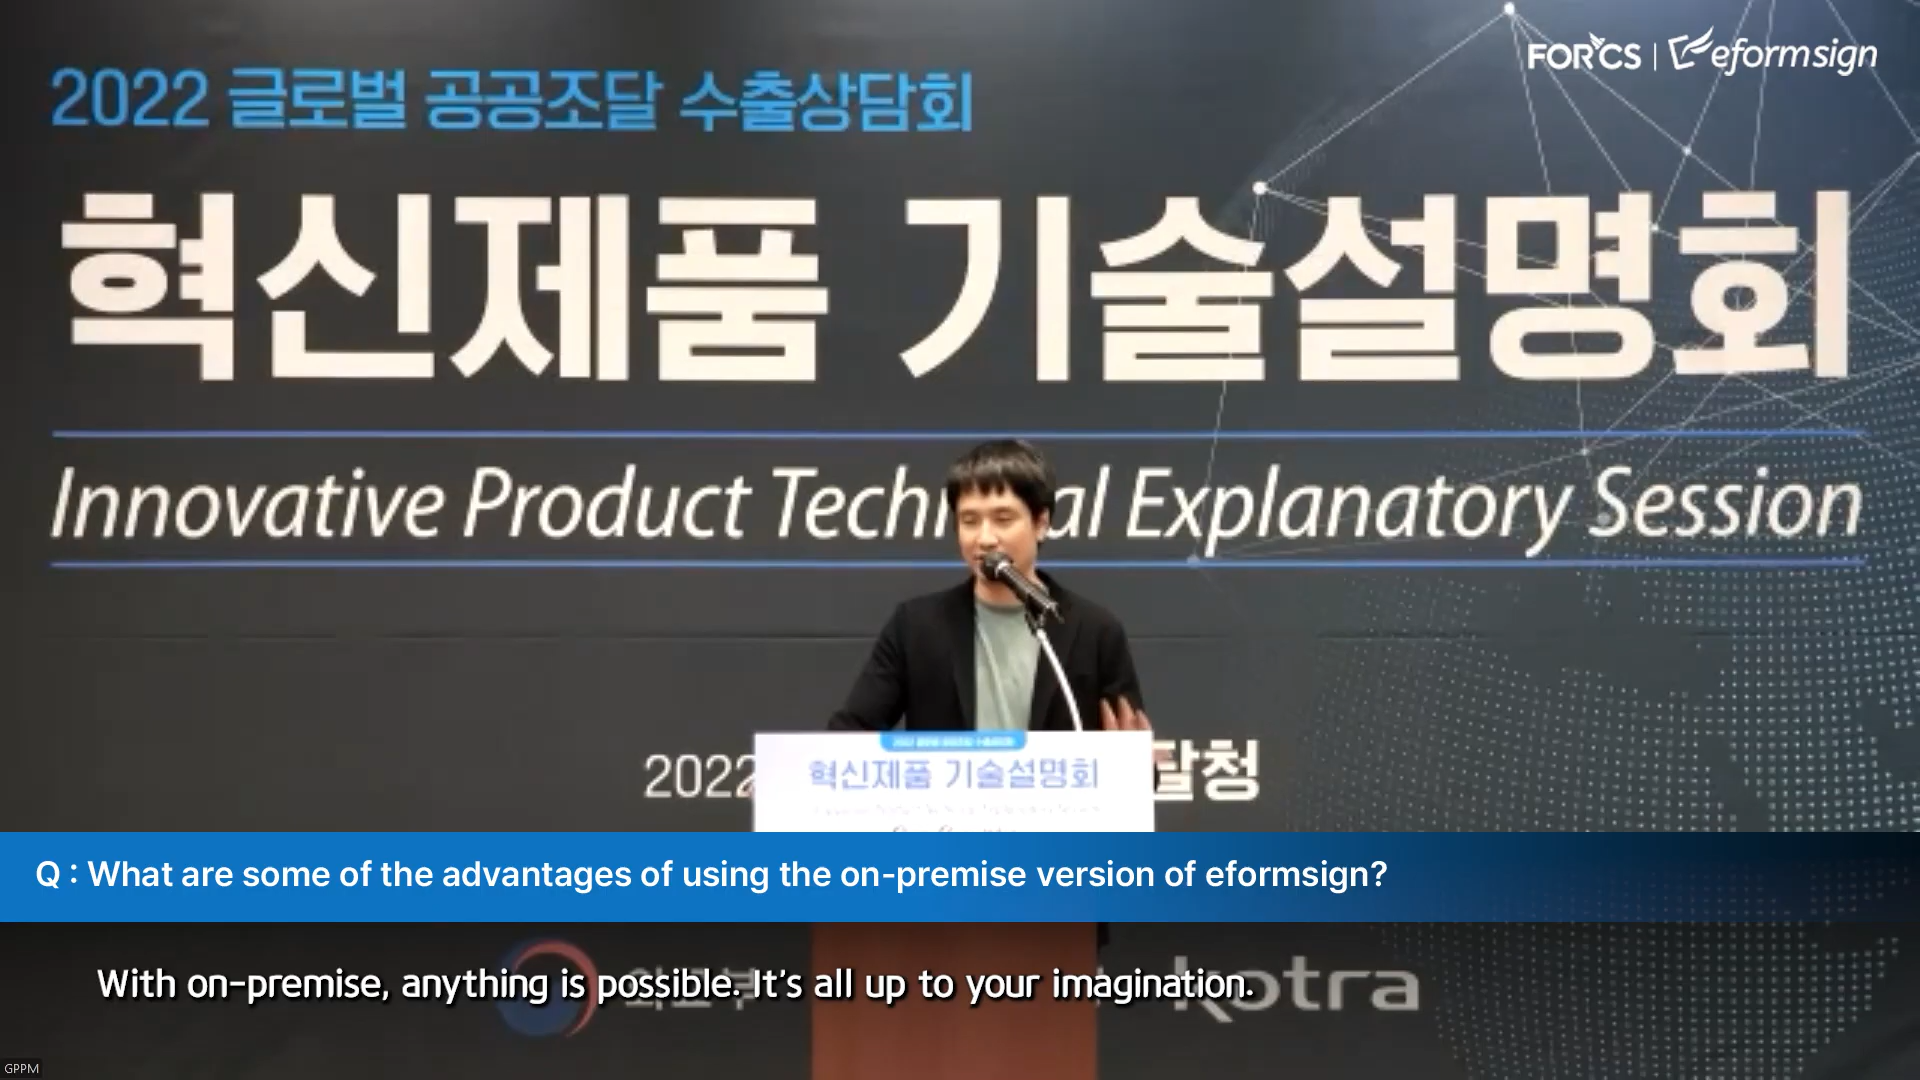 FORCS | eformsign
2022 글로벌 공공조달 수출상담회
혁신제품 기술설명회
Innovative Product Techn al Explanatory Session
2022 달청
혁신제품 기술설명회
Q : What are some of the advantages of using the on-premise version of eformsign?
외교부 kotra
With on-premise, anything is possible. It's all up to your imagination.
GPPM